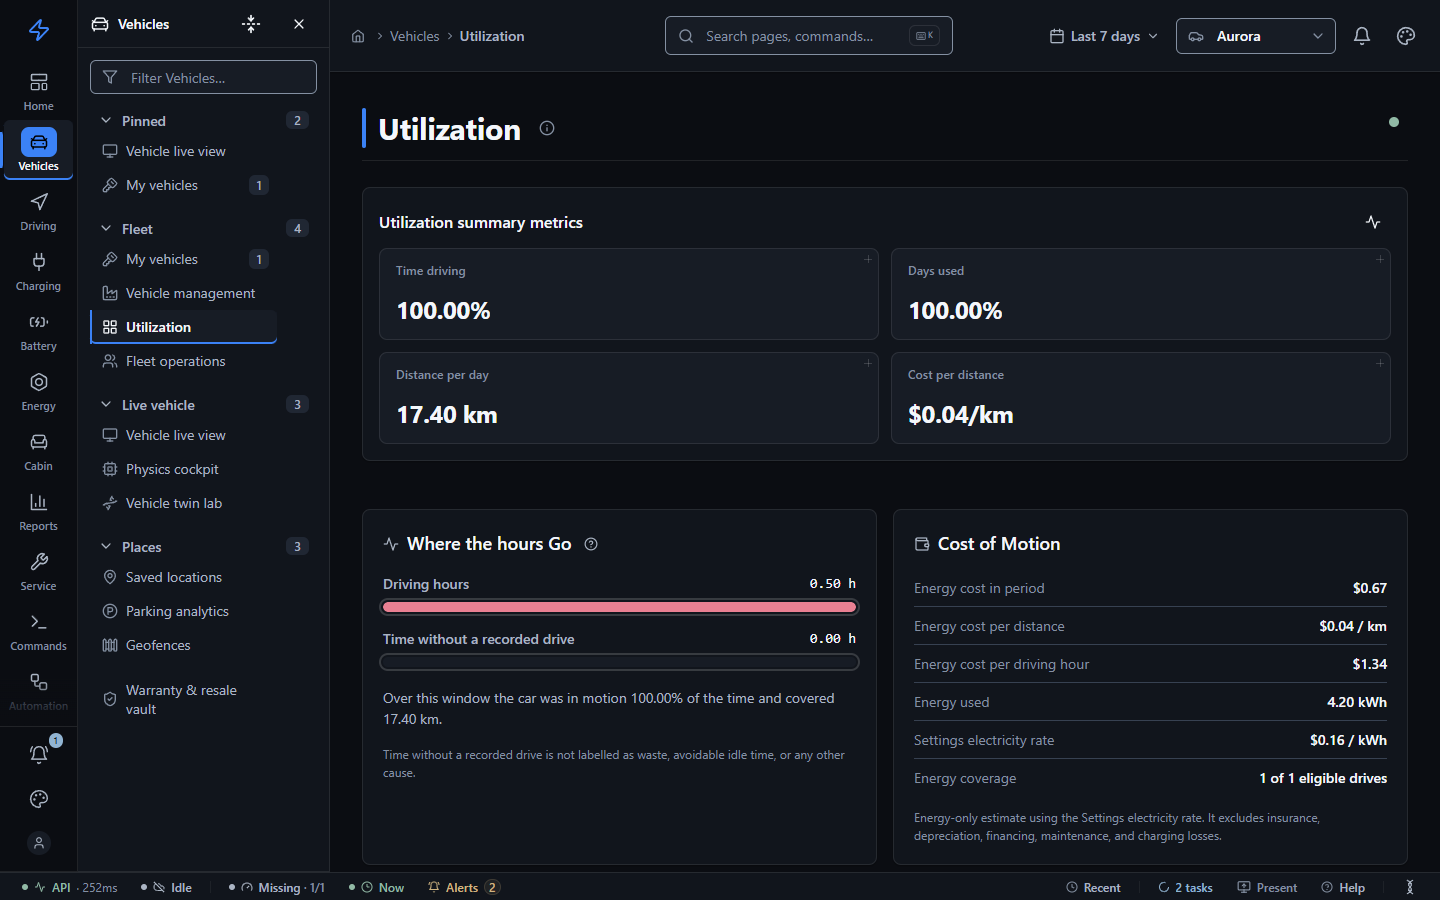 Home
Vehicles
Driving
Charging
Battery
Energy
Cabin
Reports
Service
Commands
Automation
1
Vehicles
Filter Vehicles...
Pinned 2
Vehicle live view
My vehicles 1
Fleet 4
My vehicles 1
Vehicle management
Utilization
Fleet operations
Live vehicle 3
Vehicle live view
Physics cockpit
Vehicle twin lab
Places 3
Saved locations
Parking analytics
Geofences
Warranty & resale
vault
Vehicles > Utilization
Search pages, commands... K
Last 7 days
Aurora
Utilization
Utilization summary metrics
Time driving
100.00%
Days used
100.00%
Distance per day
17.40 km
Cost per distance
$0.04/km
Where the hours Go
Driving hours 0.50 h
Time without a recorded drive 0.00 h
Over this window the car was in motion 100.00% of the time and covered
17.40 km.
Time without a recorded drive is not labelled as waste, avoidable idle time, or any other
cause.
Cost of Motion
Energy cost in period $0.67
Energy cost per distance $0.04 / km
Energy cost per driving hour $1.34
Energy used 4.20 kWh
Settings electricity rate $0.16 / kWh
Energy coverage 1 of 1 eligible drives
Energy-only estimate using the Settings electricity rate. It excludes insurance,
depreciation, financing, maintenance, and charging losses.
API · 252ms Idle Missing · 1/1 Now Alerts 2 Recent 2 tasks Present Help